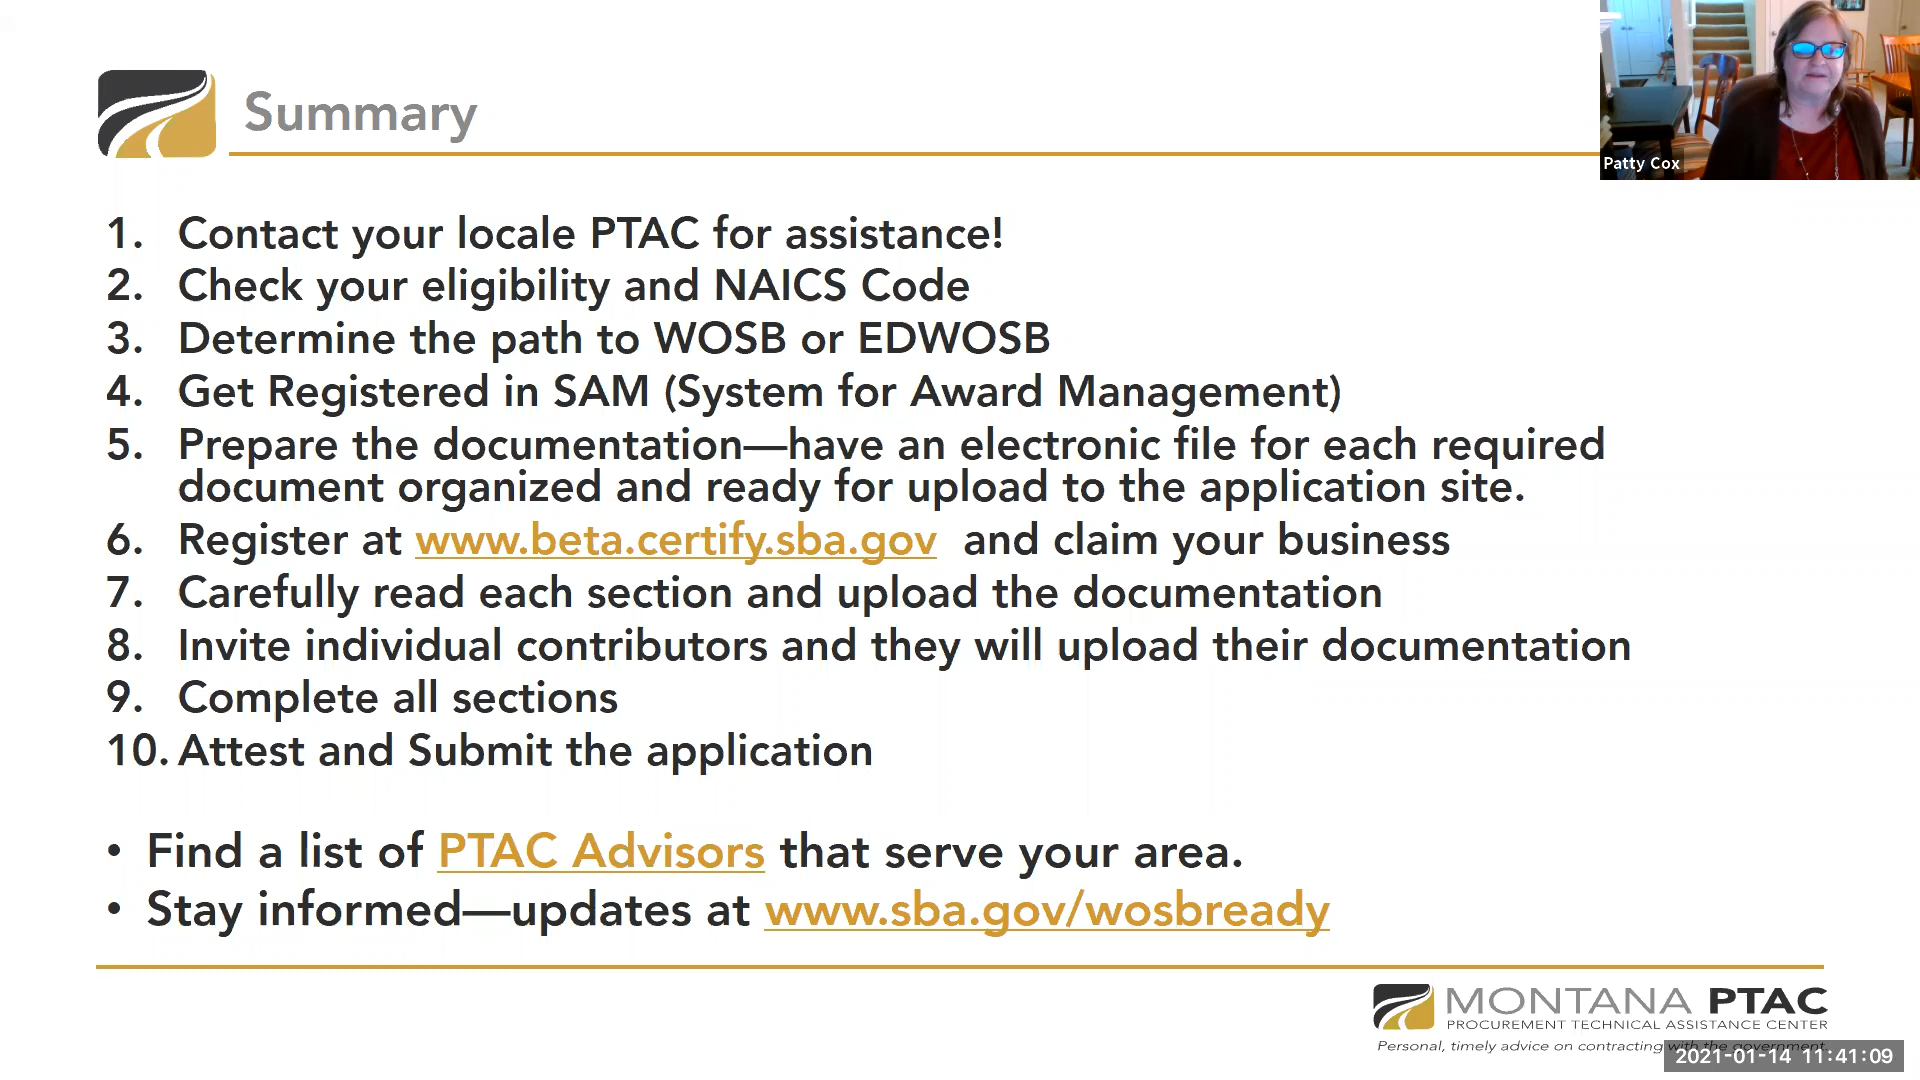 Summary
Patty Cox
1. Contact your locale PTAC for assistance!
2. Check your eligibility and NAICS Code
3. Determine the path to WOSB or EDWOSB
4. Get Registered in SAM (System for Award Management)
5. Prepare the documentation—have an electronic file for each required
document organized and ready for upload to the application site.
6. Register at www.beta.certify.sba.gov and claim your business
7. Carefully read each section and upload the documentation
8. Invite individual contributors and they will upload their documentation
9. Complete all sections
10. Attest and Submit the application
• Find a list of PTAC Advisors that serve your area.
• Stay informed—updates at www.sba.gov/wosbready
MONTANA PTAC
PROCUREMENT TECHNICAL ASSISTANCE CENTER
Personal, timely advice on contracting with the government.
2021-01-14 11:41:09